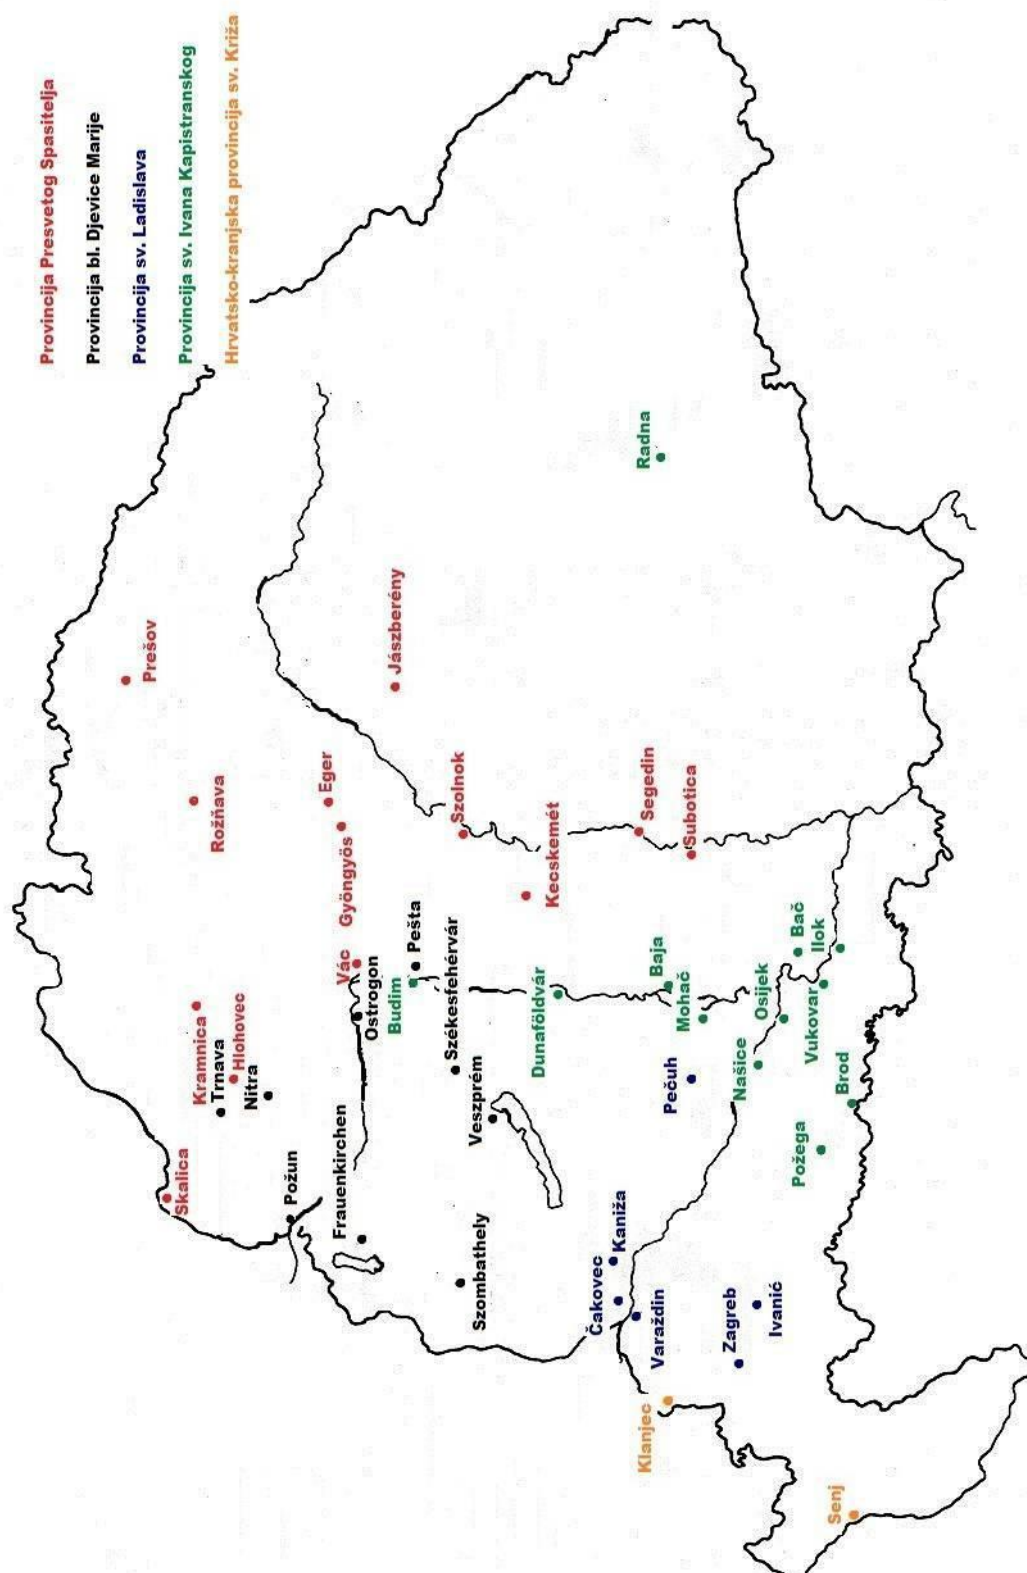 Provincija Presvetog Spasitelja
Provincija bl. Djevice Marije
Provincija sv. Ladislava
Provincija sv. Ivana Kapistranskog
Hrvatsko-kranjska provincija sv. Križa
Prešov
Rožňava
Kramnica
Trnava
Hlohovec
Nitra
Skalica
Požun
Eger
Gyöngyös
Vác
Ostrogon
Budim
Pešta
Jászberény
Frauenkirchen
Székesfehérvár
Szolnok
Veszprém
Szombathely
Kecskemét
Dunaföldvár
Radna
Segedin
Subotica
Baja
Mohač
Pečuh
Kaniža
Čakovec
Varaždin
Klanjec
Zagreb
Ivanić
Našice
Osijek
Bač
Ilok
Vukovar
Požega
Brod
Senj